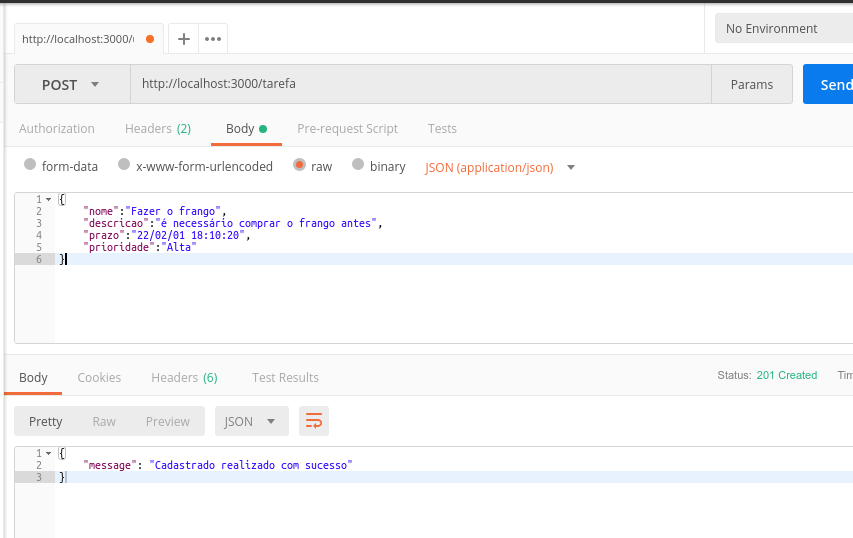 http://localhost:3000/
No Environment
POST http://localhost:3000/tarefa Params Send
Authorization Headers (2) Body Pre-request Script Tests
form-data x-www-form-urlencoded raw binary JSON (application/json)
1 {
2 "nome":"Fazer o frango",
3 "descricao":"é necessário comprar o frango antes",
4 "prazo":"22/02/01 18:10:20",
5 "prioridade":"Alta"
6 }
Body Cookies Headers (6) Test Results Status: 201 Created
Pretty Raw Preview JSON
1 {
2 "message": "Cadastrado realizado com sucesso"
3 }